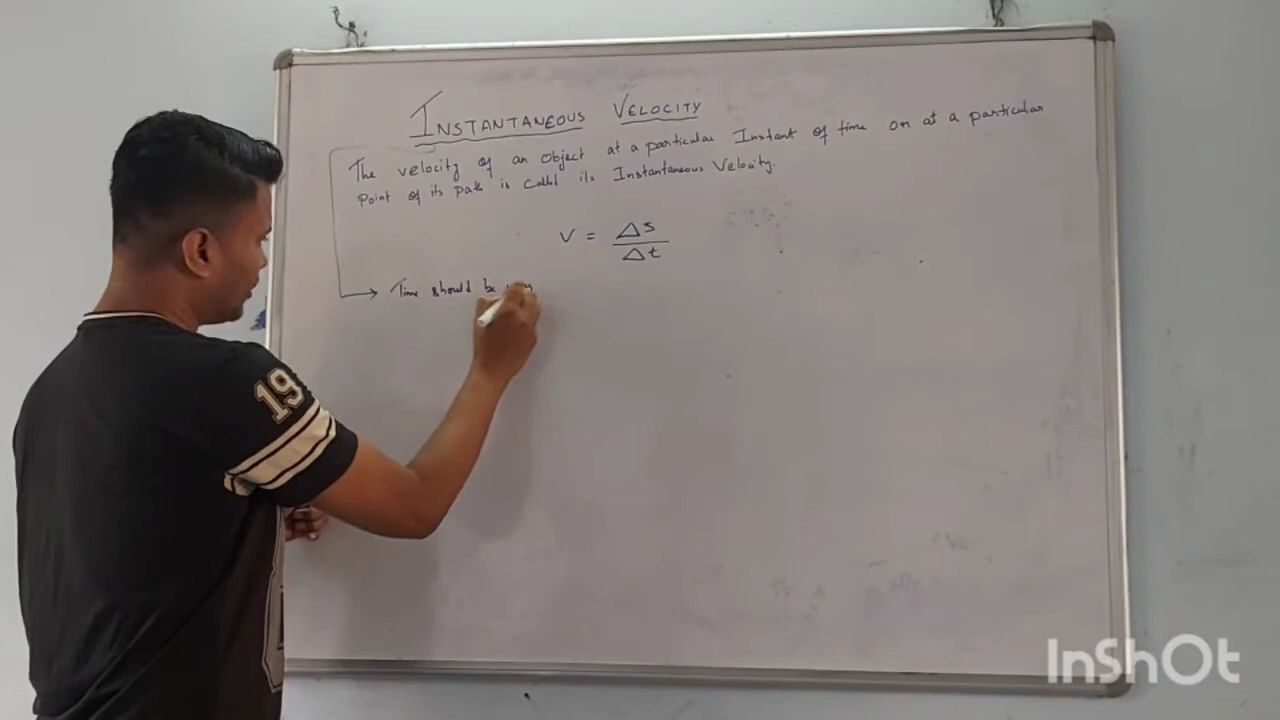 INSTANTANEOUS VELOCITY
The velocity of an Object at a particular Instant of time or at a particular
Point of its path is called its Instantaneous Velocity.
V = Δs / Δt
Time should be
19
InShOt